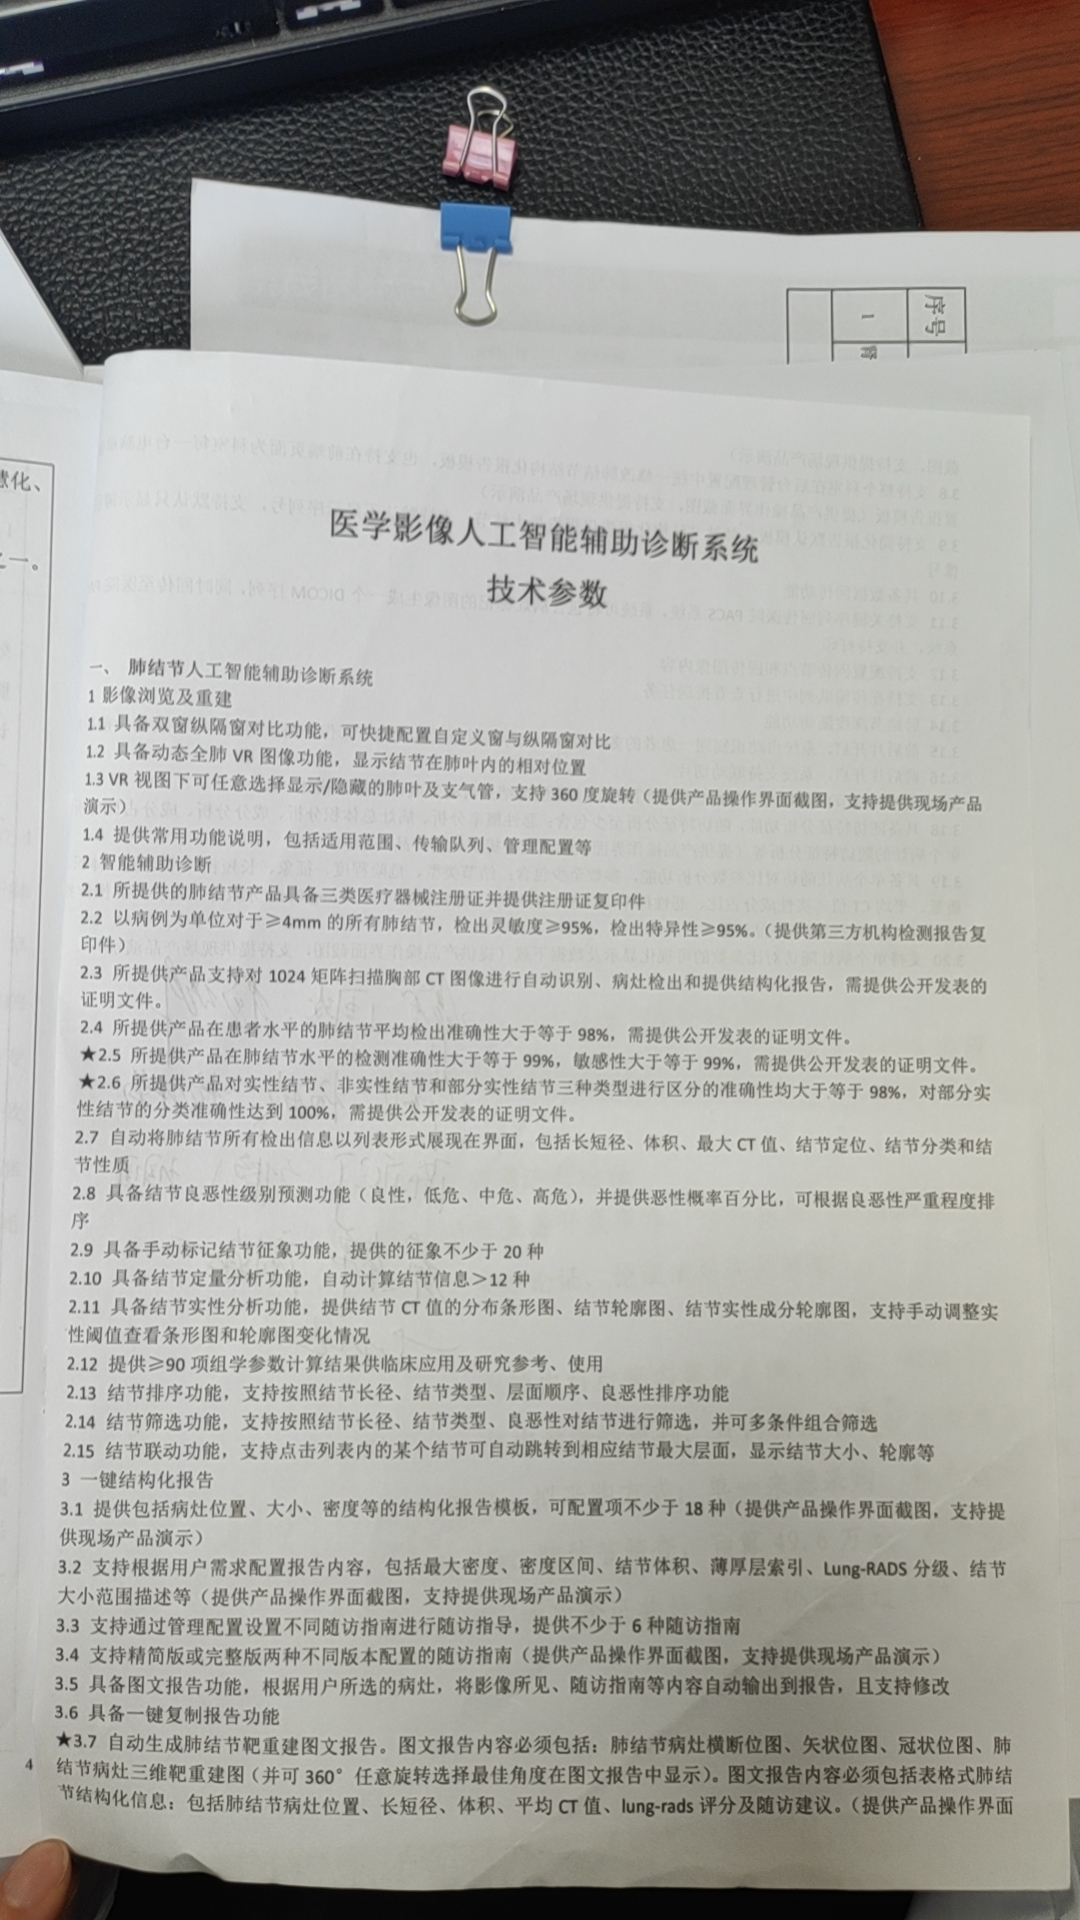 序号
1
慧化、
医学影像人工智能辅助诊断系统
技术参数
一、 肺结节人工智能辅助诊断系统
1 影像浏览及重建
1.1 具备双窗纵隔窗对比功能，可快捷配置自定义窗与纵隔窗对比
1.2 具备动态全肺 VR 图像功能，显示结节在肺叶内的相对位置
1.3 VR 视图下可任意选择显示/隐藏的肺叶及支气管，支持 360 度旋转（提供产品操作界面截图，支持提供现场产品
演示）
1.4 提供常用功能说明，包括适用范围、传输队列、管理配置等
2 智能辅助诊断
2.1 所提供的肺结节产品具备三类医疗器械注册证并提供注册证复印件
2.2 以病例为单位对于≥4mm 的所有肺结节，检出灵敏度≥95%，检出特异性≥95%。（提供第三方机构检测报告复
印件）
2.3 所提供产品支持对 1024 矩阵扫描胸部 CT 图像进行自动识别、病灶检出和提供结构化报告，需提供公开发表的
证明文件。
2.4 所提供产品在患者水平的肺结节平均检出准确性大于等于 98%，需提供公开发表的证明文件。
★2.5 所提供产品在肺结节水平的检测准确性大于等于 99%，敏感性大于等于 99%，需提供公开发表的证明文件。
★2.6 所提供产品对实性结节、非实性结节和部分实性结节三种类型进行区分的准确性均大于等于 98%，对部分实
性结节的分类准确性达到 100%，需提供公开发表的证明文件。
2.7 自动将肺结节所有检出信息以列表形式展现在界面，包括长短径、体积、最大 CT 值、结节定位、结节分类和结
节性质
2.8 具备结节良恶性级别预测功能（良性，低危、中危、高危），并提供恶性概率百分比，可根据良恶性严重程度排
序
2.9 具备手动标记结节征象功能，提供的征象不少于 20 种
2.10 具备结节定量分析功能，自动计算结节信息>12 种
2.11 具备结节实性分析功能，提供结节 CT 值的分布条形图、结节轮廓图、结节实性成分轮廓图，支持手动调整实
性阈值查看条形图和轮廓图变化情况
2.12 提供≥90 项组学参数计算结果供临床应用及研究参考、使用
2.13 结节排序功能，支持按照结节长径、结节类型、层面顺序、良恶性排序功能
2.14 结节筛选功能，支持按照结节长径、结节类型、良恶性对结节进行筛选，并可多条件组合筛选
2.15 结节联动功能，支持点击列表内的某个结节可自动跳转到相应结节最大层面，显示结节大小、轮廓等
3 一键结构化报告
3.1 提供包括病灶位置、大小、密度等的结构化报告模板，可配置项不少于 18 种（提供产品操作界面截图，支持提
供现场产品演示）
3.2 支持根据用户需求配置报告内容，包括最大密度、密度区间、结节体积、薄厚层索引、Lung-RADS 分级、结节
大小范围描述等（提供产品操作界面截图，支持提供现场产品演示）
3.3 支持通过管理配置设置不同随访指南进行随访指导，提供不少于 6 种随访指南
3.4 支持精简版或完整版两种不同版本配置的随访指南（提供产品操作界面截图，支持提供现场产品演示）
3.5 具备图文报告功能，根据用户所选的病灶，将影像所见、随访指南等内容自动输出到报告，且支持修改
3.6 具备一键复制报告功能
★3.7 自动生成肺结节靶重建图文报告。图文报告内容必须包括：肺结节病灶横断位图、矢状位图、冠状位图、肺
结节病灶三维靶重建图（并可 360° 任意旋转选择最佳角度在图文报告中显示）。图文报告内容必须包括表格式肺结
节结构化信息：包括肺结节病灶位置、长短径、体积、平均 CT 值、lung-rads 评分及随访建议。（提供产品操作界面
4